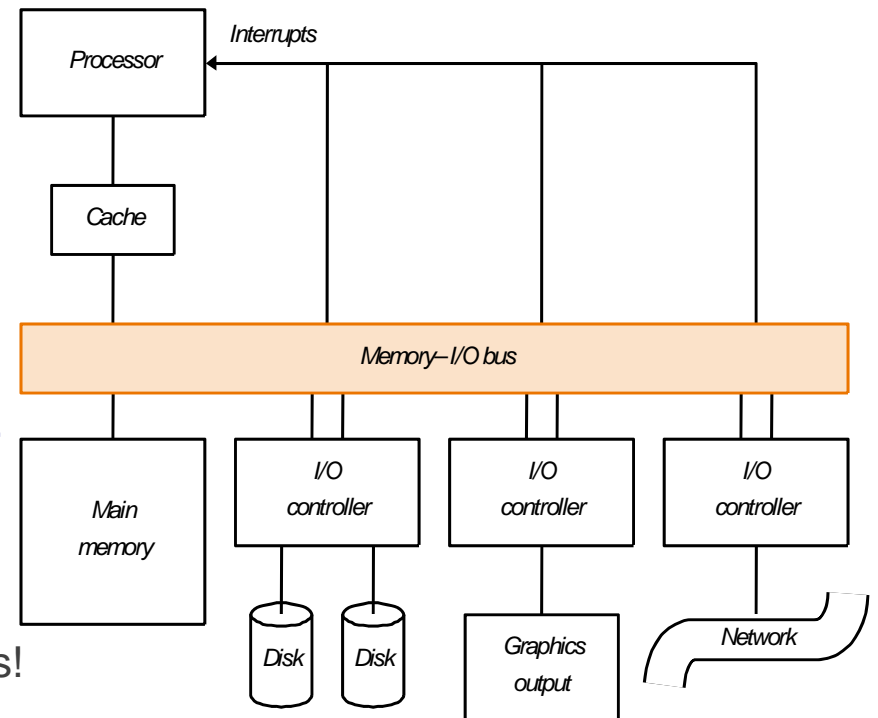 Interrupts
Processor
Cache
Memory–I/O bus
Main
memory
I/O
controller
I/O
controller
I/O
controller
Disk
Disk
Graphics
output
Network
s!